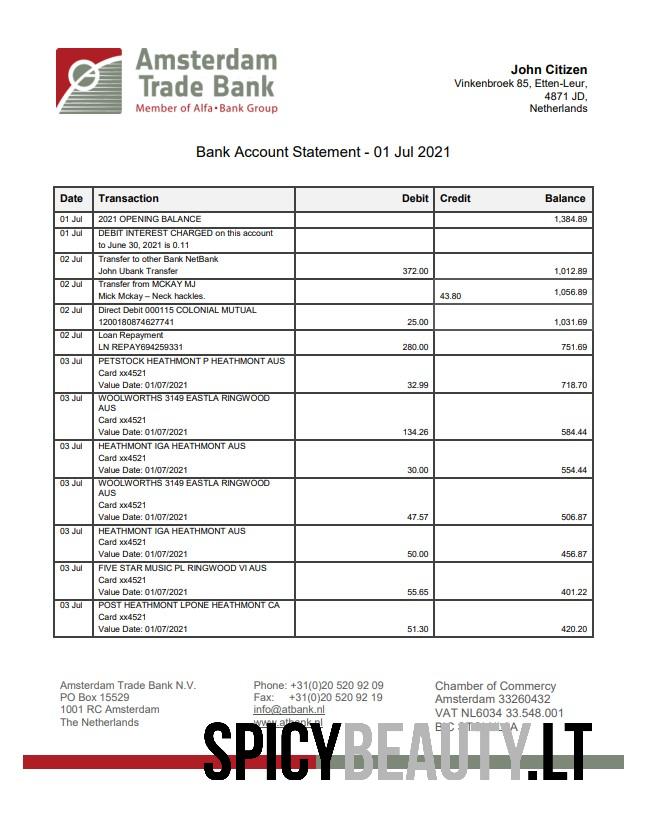 Amsterdam
Trade Bank
Member of Alfa•Bank Group
John Citizen
Vinkenbroek 85, Etten-Leur,
4871 JD,
Netherlands
Bank Account Statement - 01 Jul 2021
Date Transaction Debit Credit Balance
01 Jul 2021 OPENING BALANCE 1,384.89
01 Jul DEBIT INTEREST CHARGED on this account
to June 30, 2021 is 0.11
02 Jul Transfer to other Bank NetBank
John Ubank Transfer 372.00 1,012.89
02 Jul Transfer from MCKAY MJ
Mick Mckay – Neck hackles. 43.80 1,056.89
02 Jul Direct Debit 000115 COLONIAL MUTUAL
1200180874627741 25.00 1,031.69
02 Jul Loan Repayment
LN REPAY694259331 280.00 751.69
03 Jul PETSTOCK HEATHMONT P HEATHMONT AUS
Card xx4521
Value Date: 01/07/2021 32.99 718.70
03 Jul WOOLWORTHS 3149 EASTLA RINGWOOD
AUS
Card xx4521
Value Date: 01/07/2021 134.26 584.44
03 Jul HEATHMONT IGA HEATHMONT AUS
Card xx4521
Value Date: 01/07/2021 30.00 554.44
03 Jul WOOLWORTHS 3149 EASTLA RINGWOOD
AUS
Card xx4521
Value Date: 01/07/2021 47.57 506.87
03 Jul HEATHMONT IGA HEATHMONT AUS
Card xx4521
Value Date: 01/07/2021 50.00 456.87
03 Jul FIVE STAR MUSIC PL RINGWOOD VI AUS
Card xx4521
Value Date: 01/07/2021 55.65 401.22
03 Jul POST HEATHMONT LPONE HEATHMONT CA
Card xx4521
Value Date: 01/07/2021 51.30 420.20
Amsterdam Trade Bank N.V.
PO Box 15529
1001 RC Amsterdam
The Netherlands
Phone: +31(0)20 520 92 09
Fax: +31(0)20 520 92 19
info@atbank.nl
www.atbank.nl
Chamber of Commerce
Amsterdam 33260432
VAT NL6034 33.548.001
SPICYBEAUTY.LT